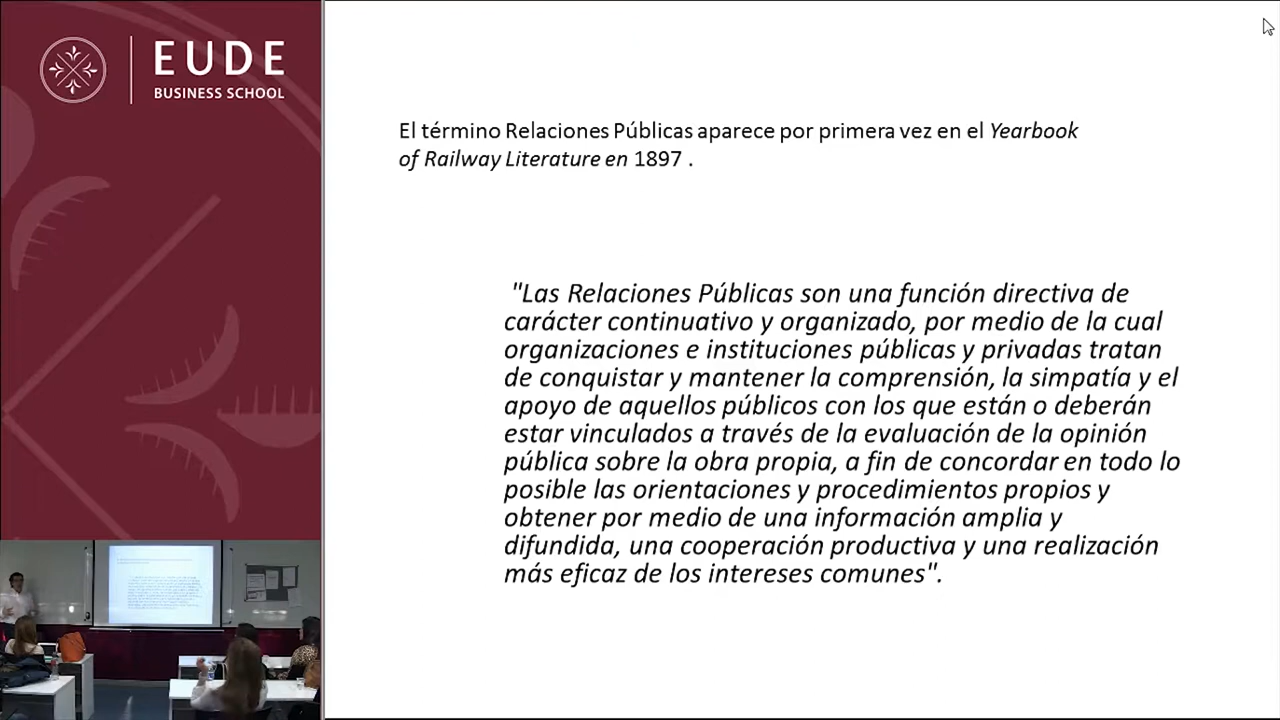 EUDE
BUSINESS SCHOOL
El término Relaciones Públicas aparece por primera vez en el Yearbook
of Railway Literature en 1897 .
"Las Relaciones Públicas son una función directiva de
carácter continuativo y organizado, por medio de la cual
organizaciones e instituciones públicas y privadas tratan
de conquistar y mantener la comprensión, la simpatía y el
apoyo de aquellos públicos con los que están o deberán
estar vinculados a través de la evaluación de la opinión
pública sobre la obra propia, a fin de concordar en todo lo
posible las orientaciones y procedimientos propios y
obtener por medio de una información amplia y
difundida, una cooperación productiva y una realización
más eficaz de los intereses comunes".